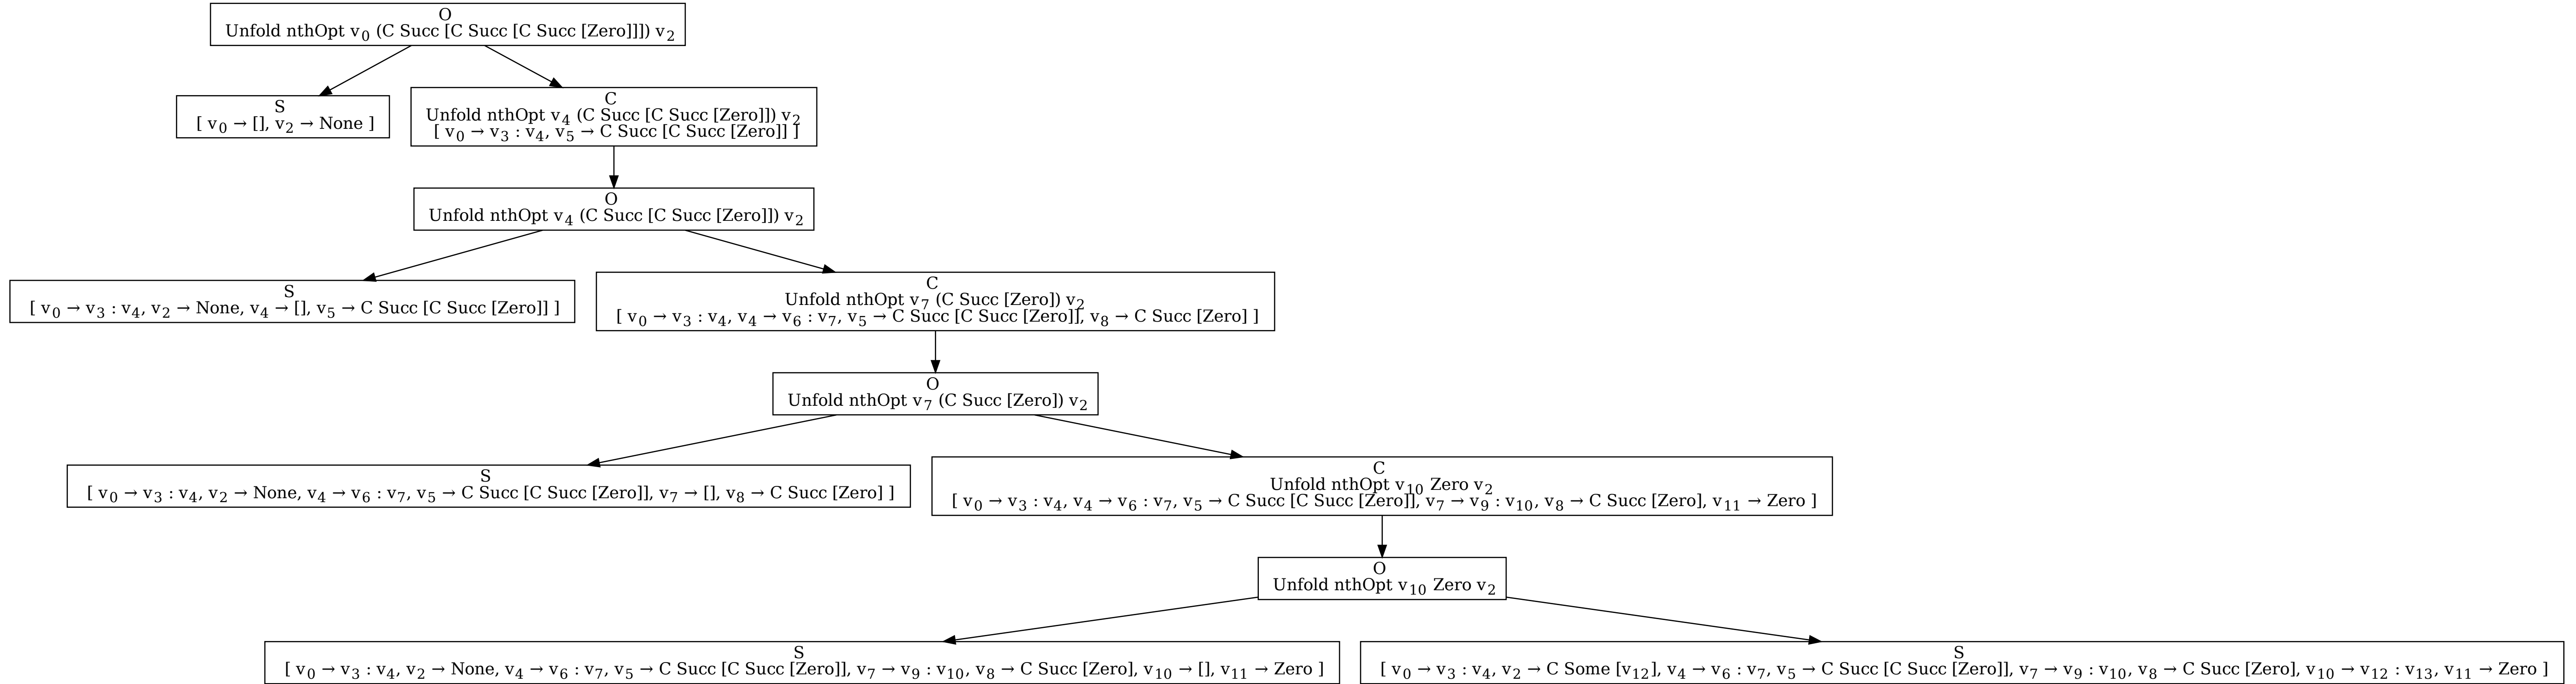 O
Unfold nthOpt v₀ (C Succ [C Succ [C Succ [Zero]]]) v₂
S
[ v₀ → [], v₂ → None ]
C
Unfold nthOpt v₄ (C Succ [C Succ [Zero]]) v₂
[ v₀ → v₃ : v₄, v₅ → C Succ [C Succ [Zero]] ]
O
Unfold nthOpt v₄ (C Succ [C Succ [Zero]]) v₂
S
[ v₀ → v₃ : v₄, v₂ → None, v₄ → [], v₅ → C Succ [C Succ [Zero]] ]
C
Unfold nthOpt v₇ (C Succ [Zero]) v₂
[ v₀ → v₃ : v₄, v₄ → v₆ : v₇, v₅ → C Succ [C Succ [Zero]], v₈ → C Succ [Zero] ]
O
Unfold nthOpt v₇ (C Succ [Zero]) v₂
S
[ v₀ → v₃ : v₄, v₂ → None, v₄ → v₆ : v₇, v₅ → C Succ [C Succ [Zero]], v₇ → [], v₈ → C Succ [Zero] ]
C
Unfold nthOpt v₁₀ Zero v₂
[ v₀ → v₃ : v₄, v₄ → v₆ : v₇, v₅ → C Succ [C Succ [Zero]], v₇ → v₉ : v₁₀, v₈ → C Succ [Zero], v₁₁ → Zero ]
O
Unfold nthOpt v₁₀ Zero v₂
S
[ v₀ → v₃ : v₄, v₂ → None, v₄ → v₆ : v₇, v₅ → C Succ [C Succ [Zero]], v₇ → v₉ : v₁₀, v₈ → C Succ [Zero], v₁₀ → [], v₁₁ → Zero ]
S
[ v₀ → v₃ : v₄, v₂ → C Some [v₁₂], v₄ → v₆ : v₇, v₅ → C Succ [C Succ [Zero]], v₇ → v₉ : v₁₀, v₈ → C Succ [Zero], v₁₀ → v₁₂ : v₁₃, v₁₁ → Zero ]